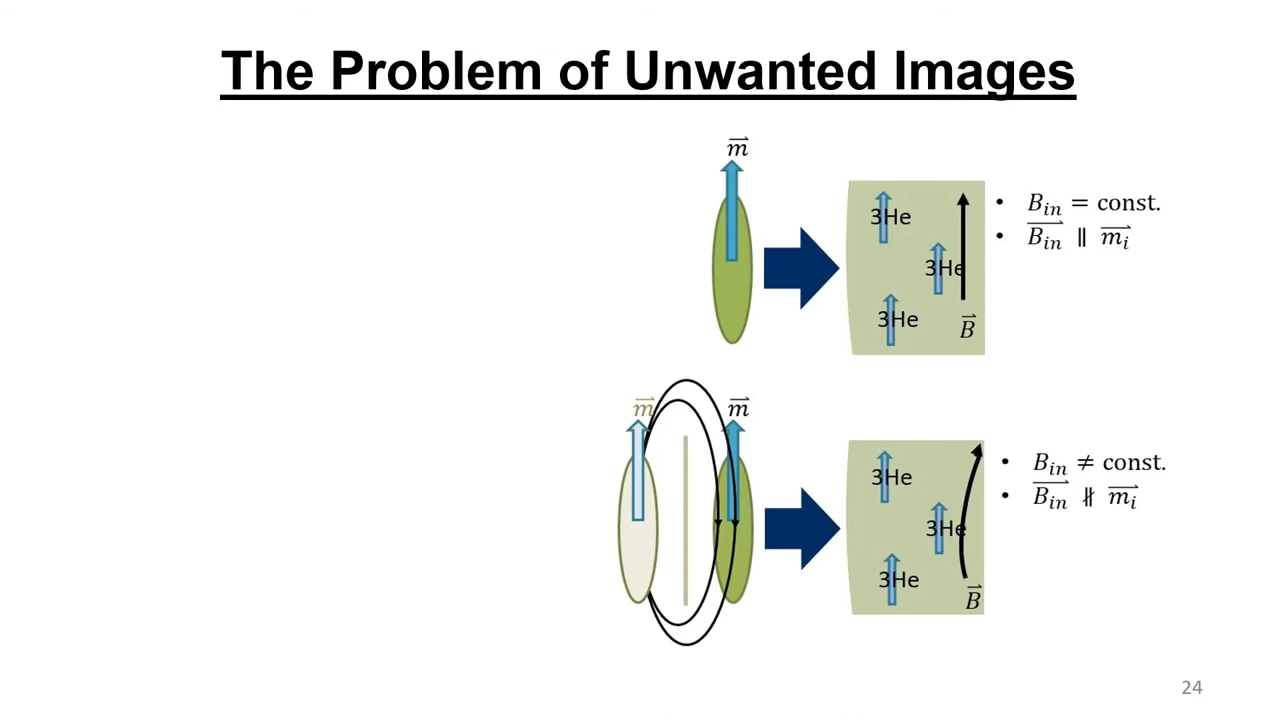 The Problem of Unwanted Images
m⃗
3He
3He
3He
B⃗
• B_in = const.
• B_in⃗ ∥ m_i⃗
m⃗
m⃗
3He
3He
3He
B⃗
• B_in ≠ const.
• B_in⃗ ∦ m_i⃗
24